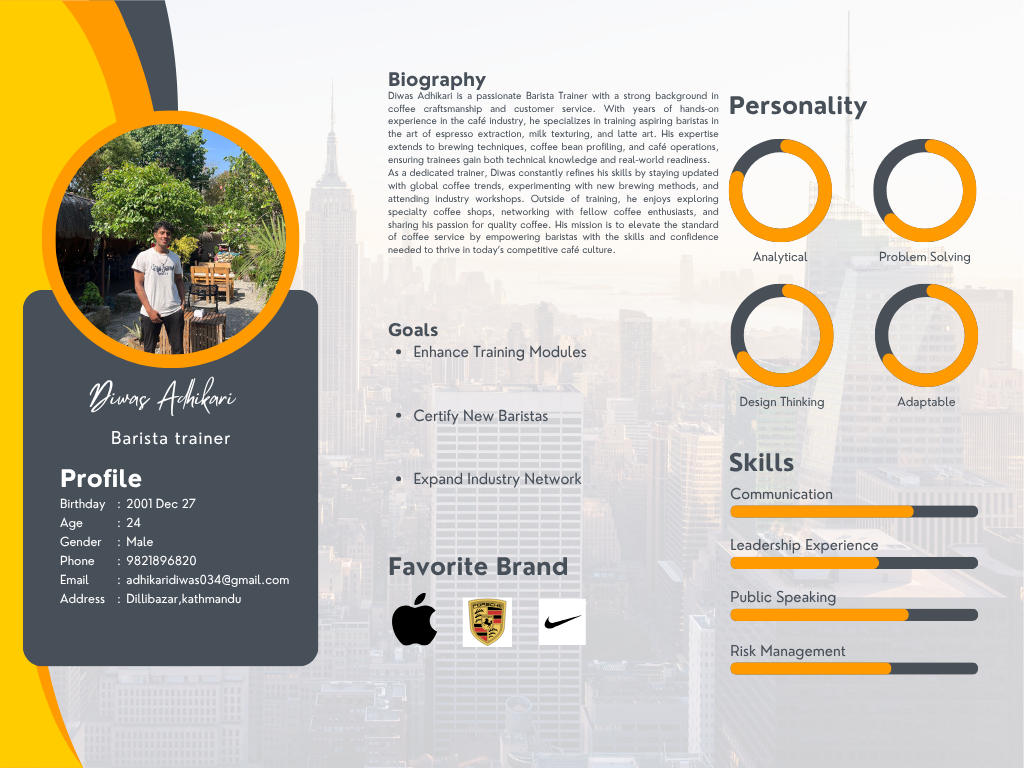 Diwas Adhikari
Barista trainer
Profile
Birthday : 2001 Dec 27
Age : 24
Gender : Male
Phone : 9821896820
Email : adhikaridiwas034@gmail.com
Address : Dillibazar,kathmandu
Biography
Diwas Adhikari is a passionate Barista Trainer with a strong background in
coffee craftsmanship and customer service. With years of hands-on
experience in the café industry, he specializes in training aspiring baristas in
the art of espresso extraction, milk texturing, and latte art. His expertise
extends to brewing techniques, coffee bean profiling, and café operations,
ensuring trainees gain both technical knowledge and real-world readiness.
As a dedicated trainer, Diwas constantly refines his skills by staying updated
with global coffee trends, experimenting with new brewing methods, and
attending industry workshops. Outside of training, he enjoys exploring
specialty coffee shops, networking with fellow coffee enthusiasts, and
sharing his passion for quality coffee. His mission is to elevate the standard
of coffee service by empowering baristas with the skills and confidence
needed to thrive in today's competitive café culture.
Goals
• Enhance Training Modules
• Certify New Baristas
• Expand Industry Network
Favorite Brand
PORSCHE
Personality
Analytical
Problem Solving
Design Thinking
Adaptable
Skills
Communication
Leadership Experience
Public Speaking
Risk Management